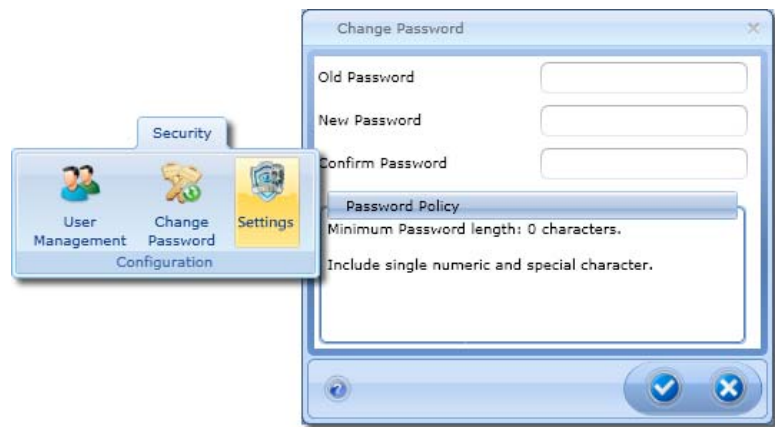 Change Password
Old Password
New Password
Confirm Password
Password Policy
Minimum Password length: 0 characters.
Include single numeric and special character.
Security
User Management
Change Password
Settings
Configuration